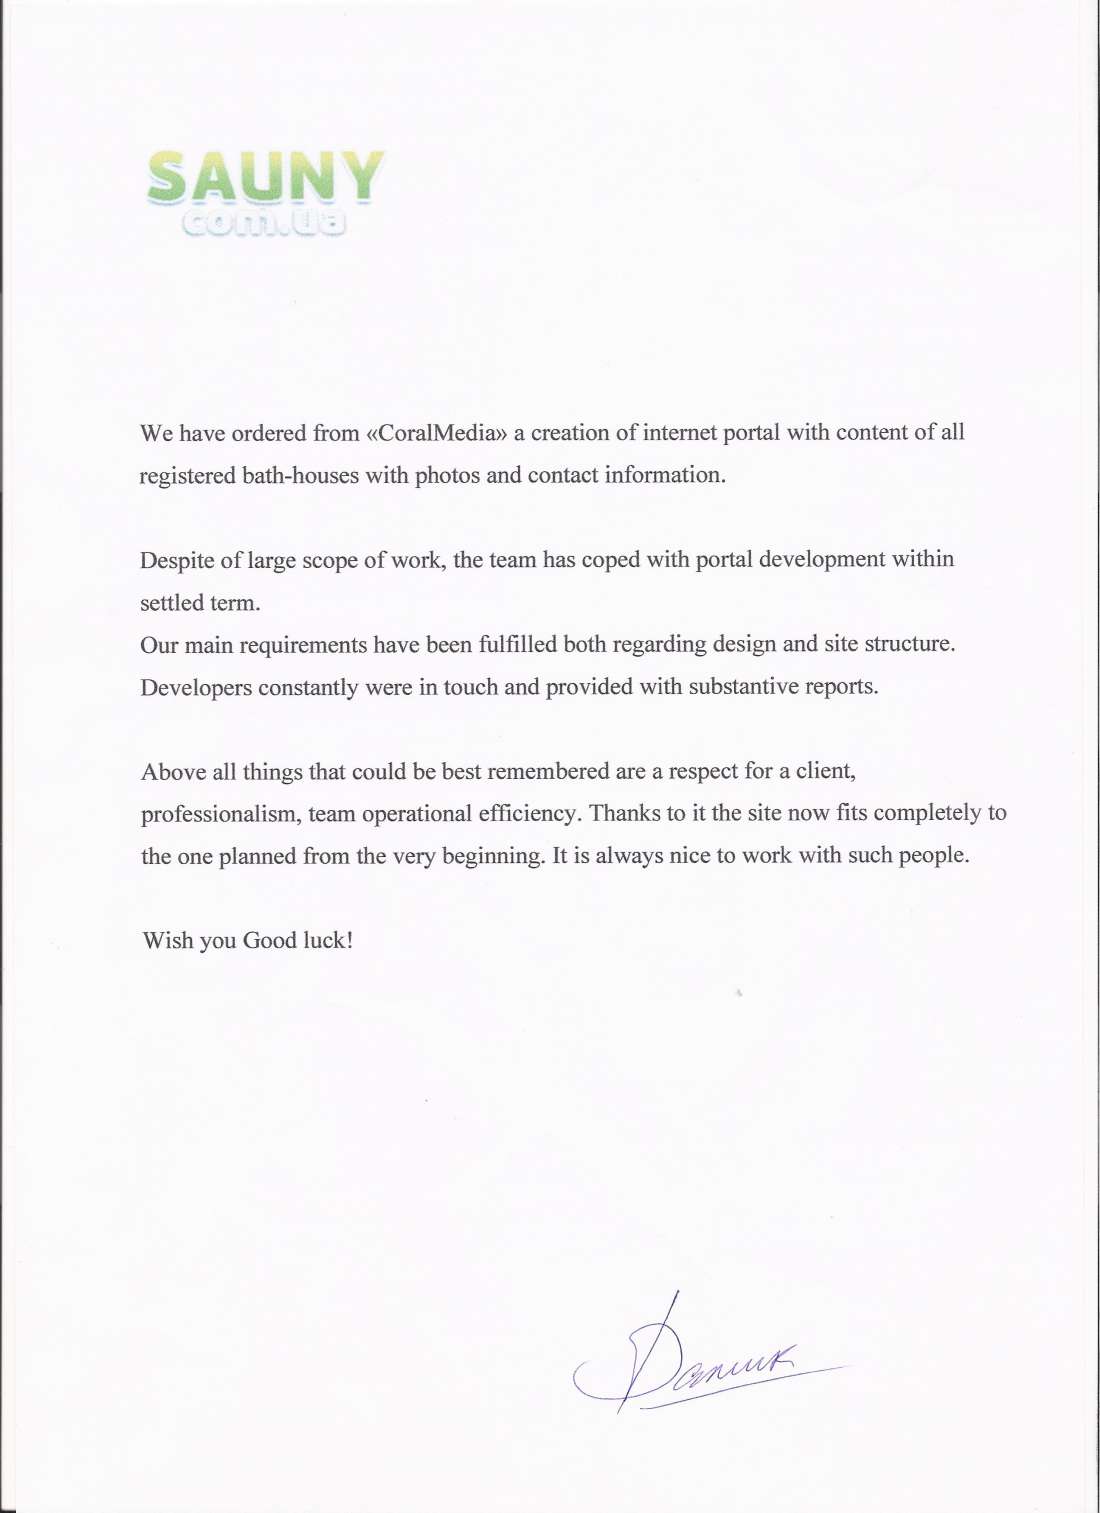 SAUNY
com.ua
We have ordered from «CoralMedia» a creation of internet portal with content of all
registered bath-houses with photos and contact information.
Despite of large scope of work, the team has coped with portal development within
settled term.
Our main requirements have been fulfilled both regarding design and site structure.
Developers constantly were in touch and provided with substantive reports.
Above all things that could be best remembered are a respect for a client,
professionalism, team operational efficiency. Thanks to it the site now fits completely to
the one planned from the very beginning. It is always nice to work with such people.
Wish you Good luck!